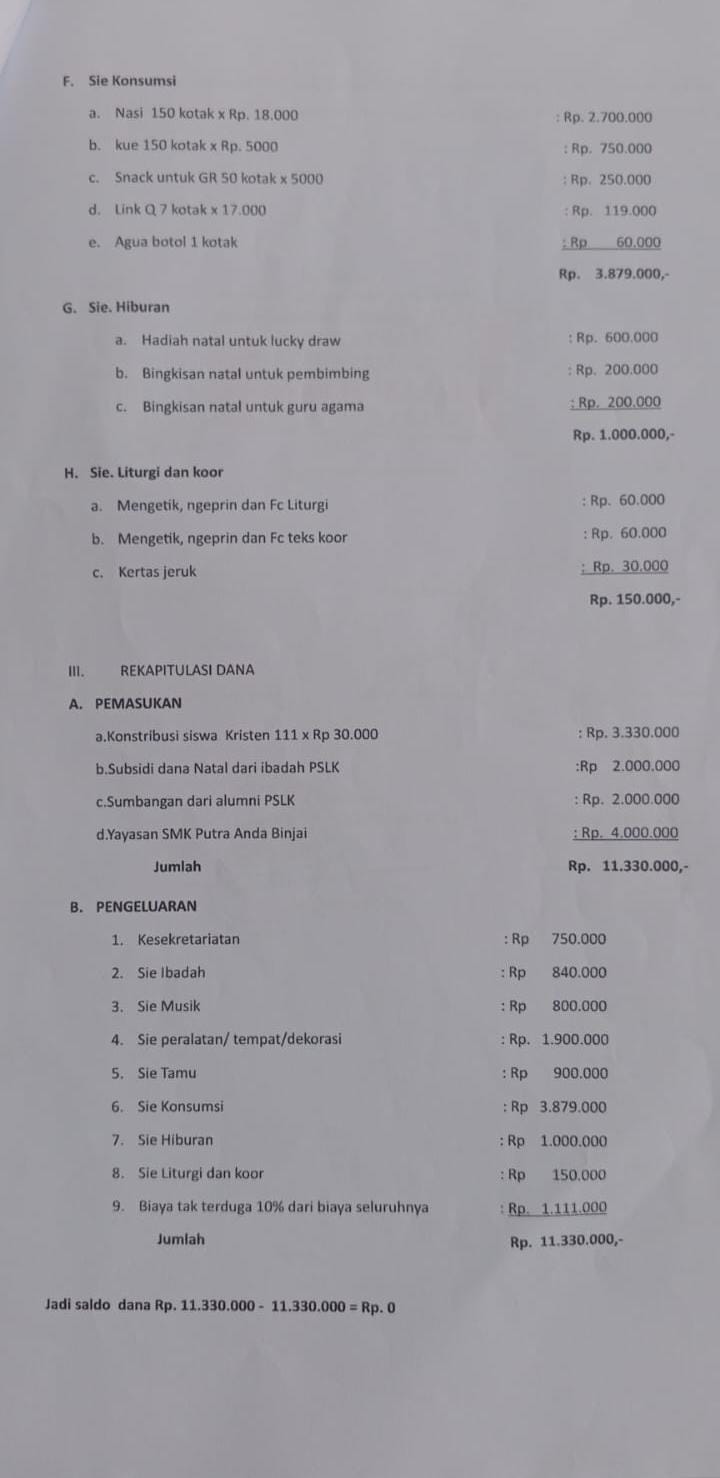 F. Sie Konsumsi
a. Nasi 150 kotak x Rp. 18.000 : Rp. 2.700.000
b. kue 150 kotak x Rp. 5000 : Rp. 750.000
c. Snack untuk GR 50 kotak x 5000 : Rp. 250.000
d. Link Q 7 kotak x 17.000 : Rp. 119.000
e. Agua botol 1 kotak : Rp 60.000
Rp. 3.879.000,-
G. Sie. Hiburan
a. Hadiah natal untuk lucky draw : Rp. 600.000
b. Bingkisan natal untuk pembimbing : Rp. 200.000
c. Bingkisan natal untuk guru agama : Rp. 200.000
Rp. 1.000.000,-
H. Sie. Liturgi dan koor
a. Mengetik, ngeprin dan Fc Liturgi : Rp. 60.000
b. Mengetik, ngeprin dan Fc teks koor : Rp. 60.000
c. Kertas jeruk : Rp. 30.000
Rp. 150.000,-
III. REKAPITULASI DANA
A. PEMASUKAN
a.Konstribusi siswa Kristen 111 x Rp 30.000 : Rp. 3.330.000
b.Subsidi dana Natal dari ibadah PSLK :Rp 2.000.000
c.Sumbangan dari alumni PSLK : Rp. 2.000.000
d.Yayasan SMK Putra Anda Binjai : Rp. 4.000.000
Jumlah Rp. 11.330.000,-
B. PENGELUARAN
1. Kesekretariatan : Rp 750.000
2. Sie Ibadah : Rp 840.000
3. Sie Musik : Rp 800.000
4. Sie peralatan/ tempat/dekorasi : Rp. 1.900.000
5. Sie Tamu : Rp 900.000
6. Sie Konsumsi : Rp 3.879.000
7. Sie Hiburan : Rp 1.000.000
8. Sie Liturgi dan koor : Rp 150.000
9. Biaya tak terduga 10% dari biaya seluruhnya : Rp. 1.111.000
Jumlah Rp. 11.330.000,-
Jadi saldo dana Rp. 11.330.000 - 11.330.000 = Rp. 0